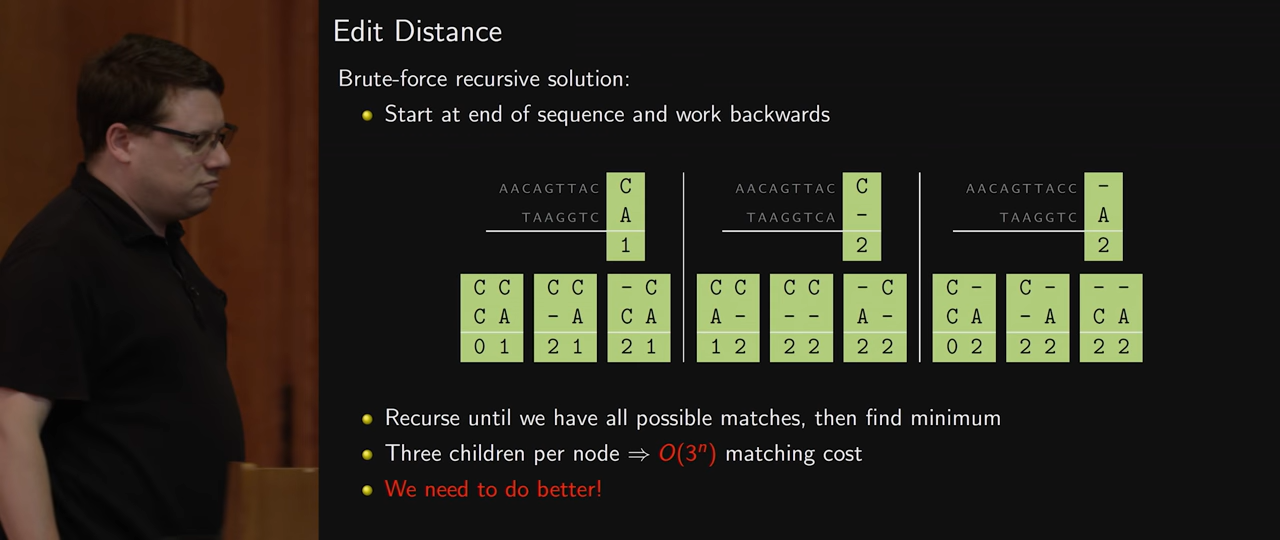 Edit Distance
Brute-force recursive solution:
Start at end of sequence and work backwards
AACAGTTAC C
TAAGGTC A
1
AACAGTTAC C
TAAGGTCA -
2
AACAGTTACC -
TAAGGTC A
2
C C
C A
0 1
C C
- A
2 1
- C
C A
2 1
C C
A -
1 2
C C
- -
2 2
- C
A -
2 2
C -
C A
0 2
C -
- A
2 2
- -
C A
2 2
Recurse until we have all possible matches, then find minimum
Three children per node ⇒ O(3ⁿ) matching cost
We need to do better!